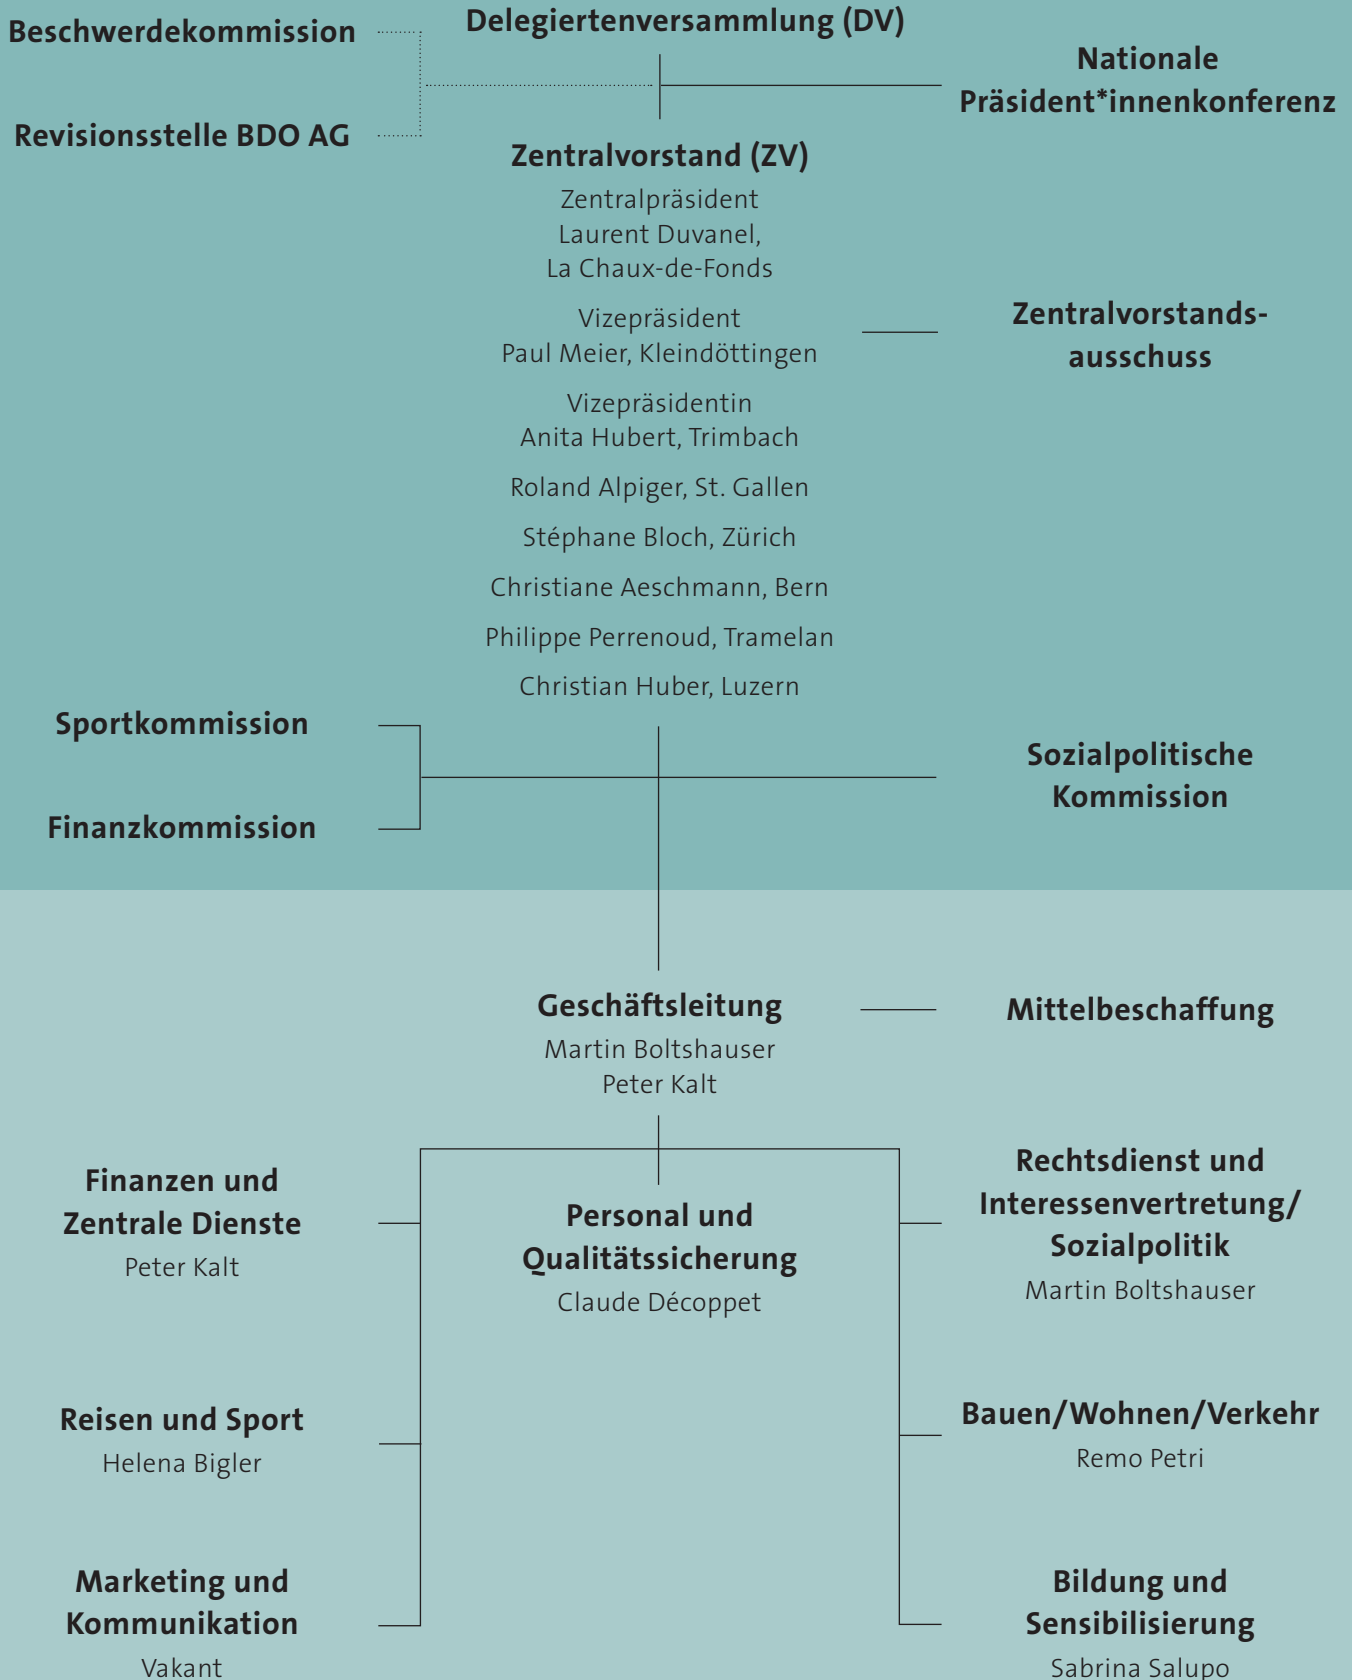 Beschwerdekommission
Revisionsstelle BDO AG
Delegiertenversammlung (DV)
Nationale
Präsident*innenkonferenz
Zentralvorstand (ZV)
Zentralpräsident
Laurent Duvanel,
La Chaux-de-Fonds
Vizepräsident
Paul Meier, Kleindöttingen
Vizepräsidentin
Anita Hubert, Trimbach
Roland Alpiger, St. Gallen
Stéphane Bloch, Zürich
Christiane Aeschmann, Bern
Philippe Perrenoud, Tramelan
Christian Huber, Luzern
Zentralvorstands-
ausschuss
Sportkommission
Finanzkommission
Sozialpolitische
Kommission
Geschäftsleitung
Martin Boltshauser
Peter Kalt
Mittelbeschaffung
Finanzen und
Zentrale Dienste
Peter Kalt
Reisen und Sport
Helena Bigler
Marketing und
Kommunikation
Vakant
Personal und
Qualitätssicherung
Claude Décoppet
Rechtsdienst und
Interessenvertretung/
Sozialpolitik
Martin Boltshauser
Bauen/Wohnen/Verkehr
Remo Petri
Bildung und
Sensibilisierung
Sabrina Salupo